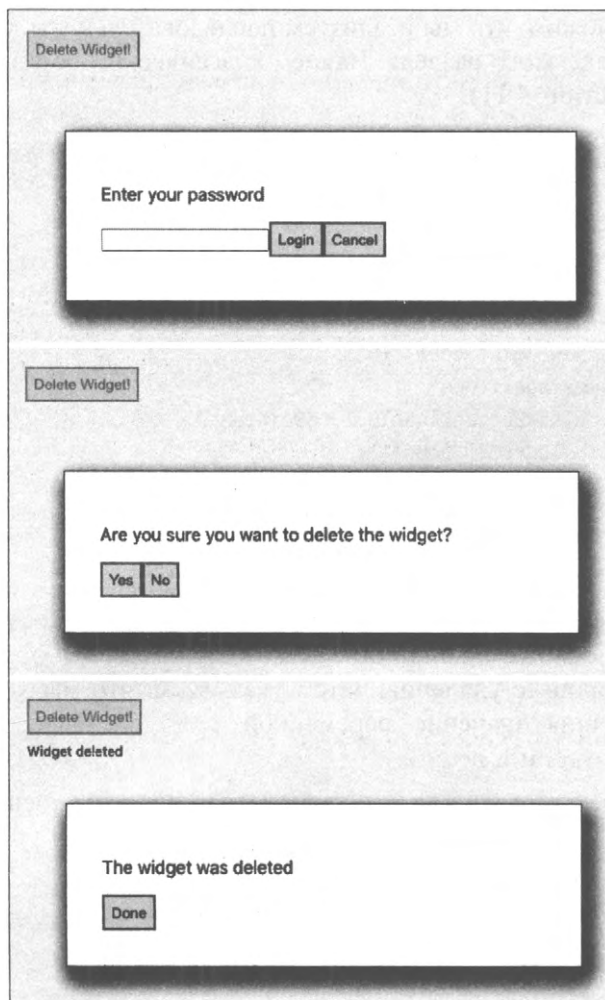 Delete Widget!
Enter your password
Login Cancel
Delete Widget!
Are you sure you want to delete the widget?
Yes No
Delete Widget!
Widget deleted
The widget was deleted
Done